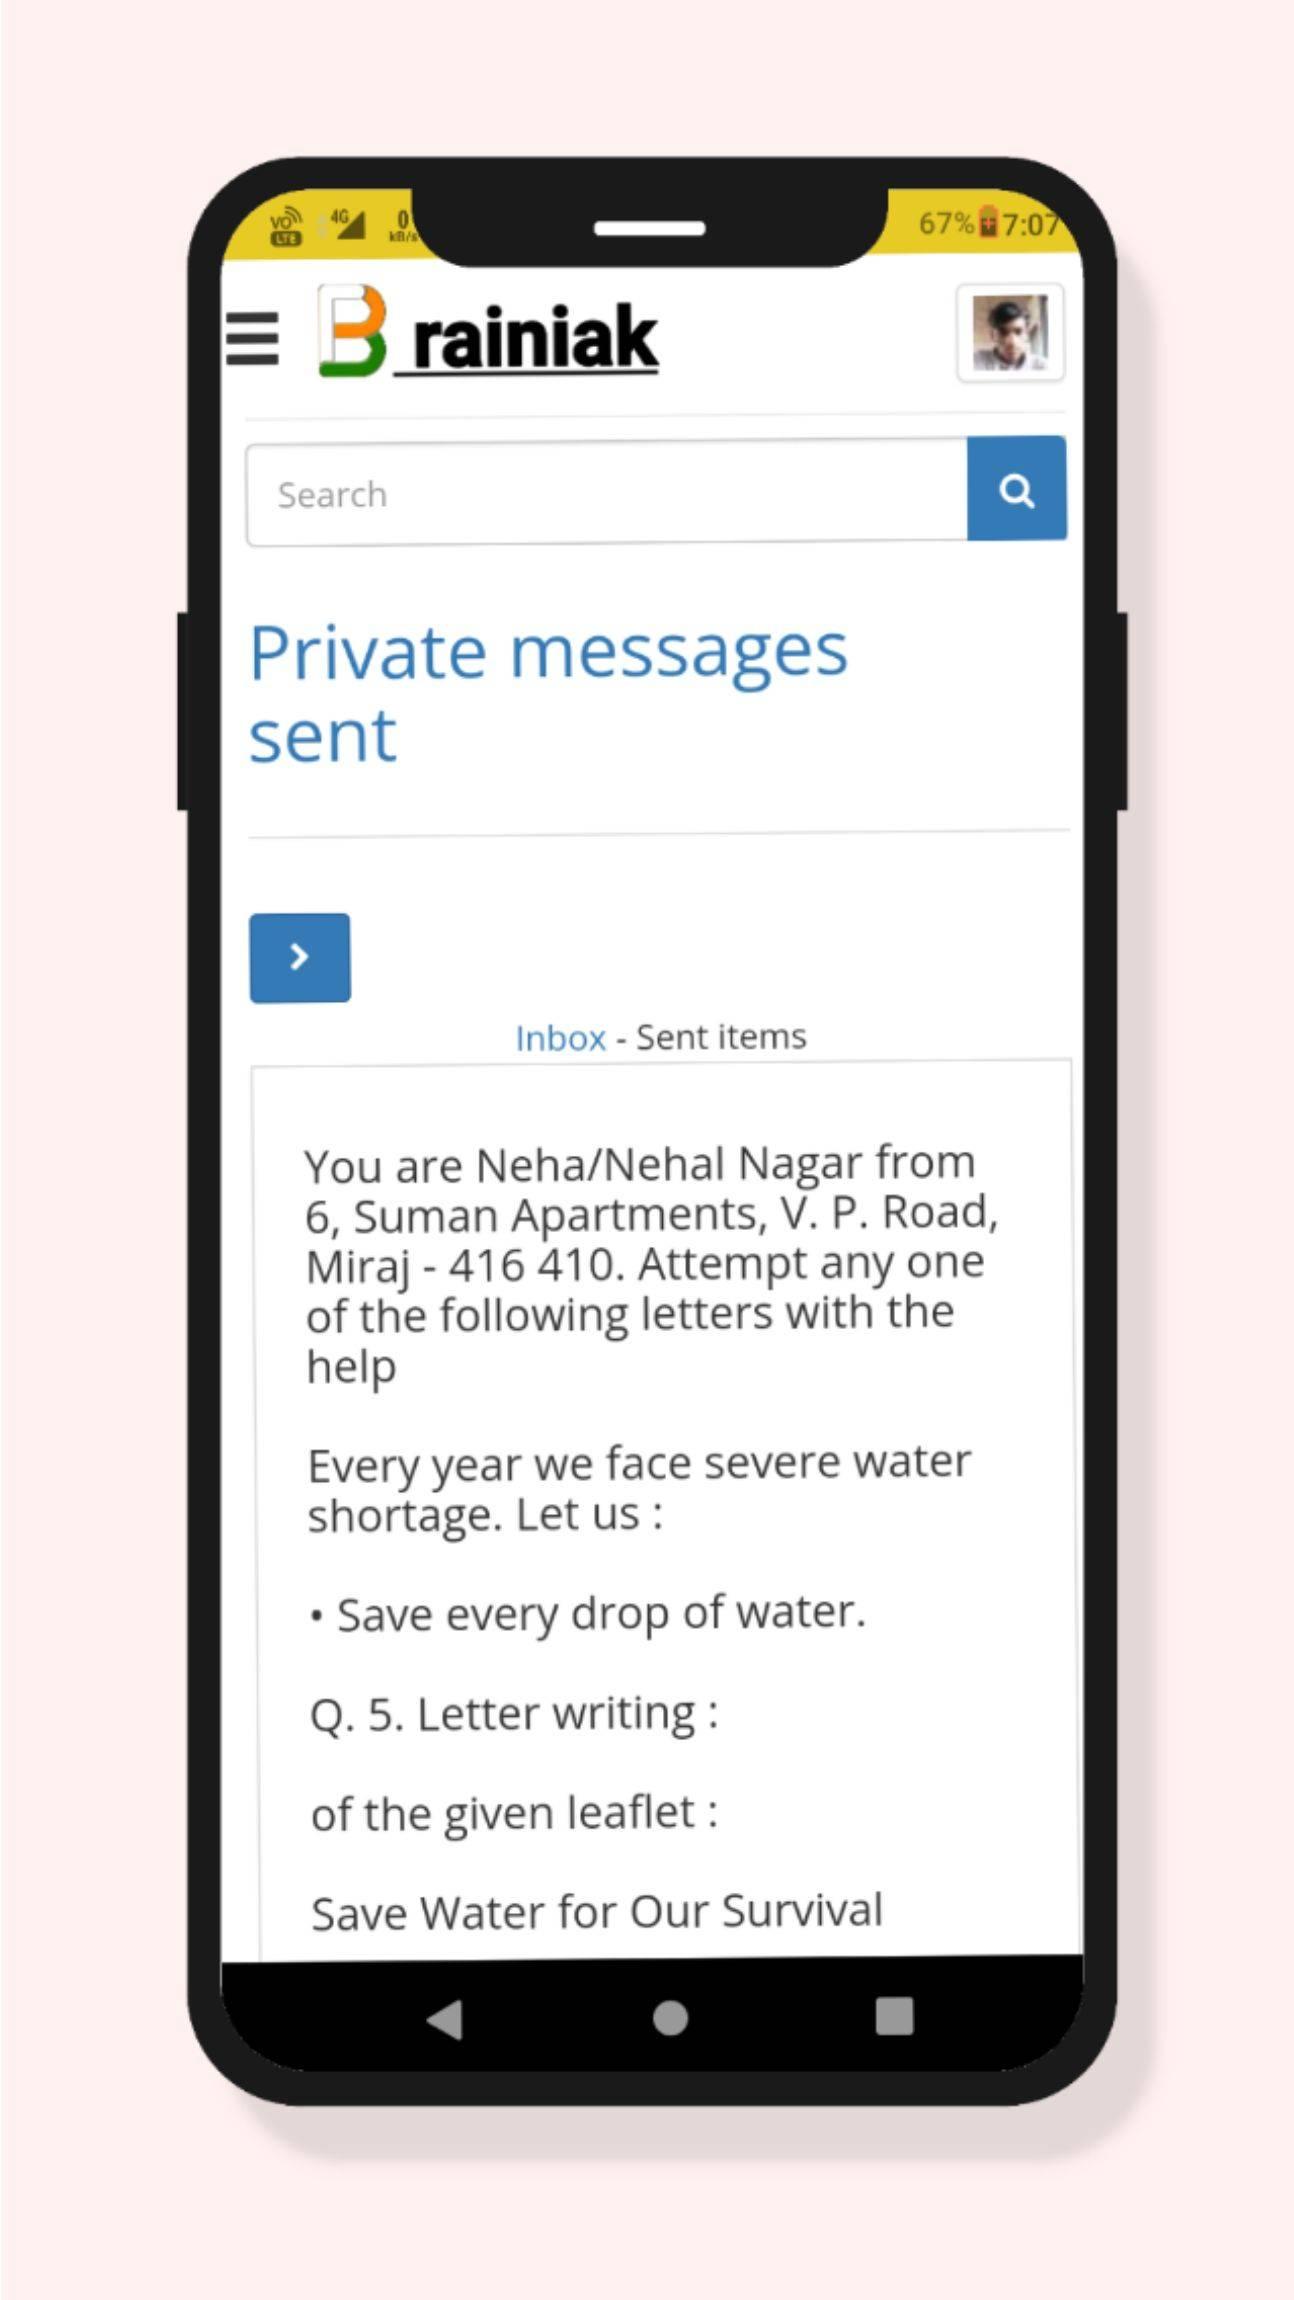 VO LTE 4G 0 kB/s 67% 7:07
B rainiak
Search
Private messages
sent
Inbox - Sent items
You are Neha/Nehal Nagar from
6, Suman Apartments, V. P. Road,
Miraj - 416 410. Attempt any one
of the following letters with the
help
Every year we face severe water
shortage. Let us :
• Save every drop of water.
Q. 5. Letter writing :
of the given leaflet :
Save Water for Our Survival